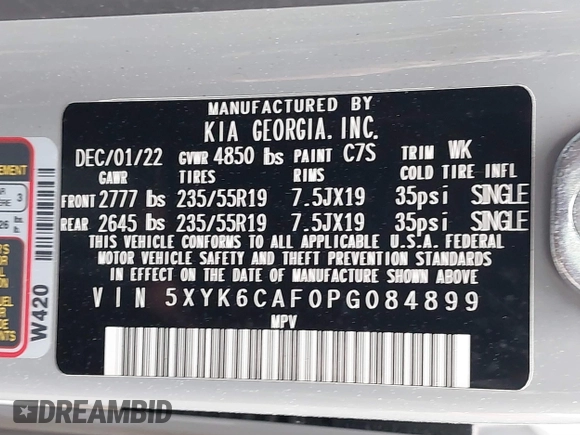 MANUFACTURED BY
KIA GEORGIA. INC.
DEC/01/22 GVWR 4850 lbs PAINT C7S TRIM WK
GAWR TIRES RIMS COLD TIRE INFL
FRONT 2777 lbs 235/55R19 7.5JX19 35psi SINGLE
REAR 2645 lbs 235/55R19 7.5JX19 35psi SINGLE
THIS VEHICLE CONFORMS TO ALL APPLICABLE U.S.A. FEDERAL
MOTOR VEHICLE SAFETY AND THEFT PREVENTION STANDARDS
IN EFFECT ON THE DATE OF MANUFACTURE SHOWN ABOVE.
VIN 5XYK6CAF0PG084899
MPV
W420
3
DREAMBID